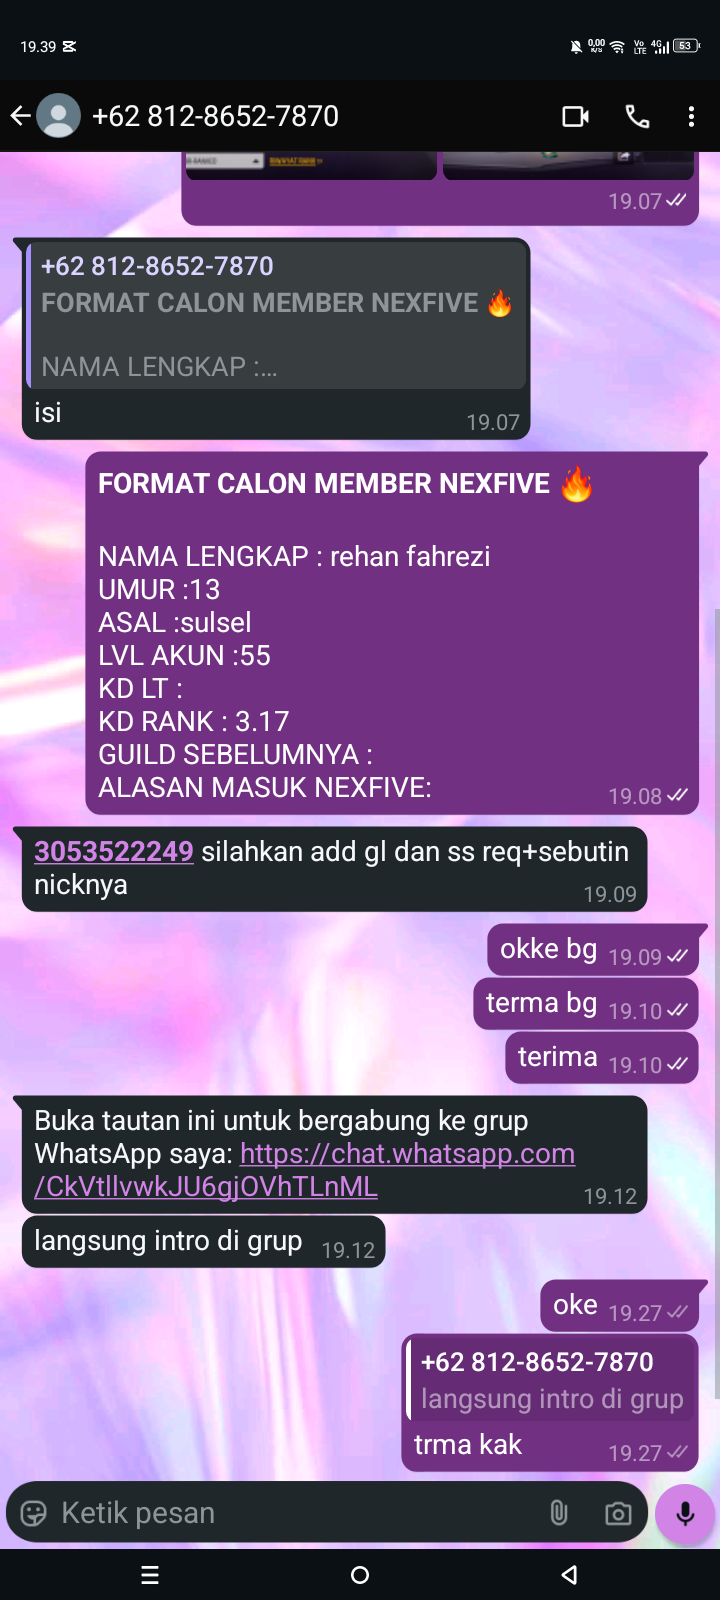 19.39
0,00
K/s
Vo
LTE
4G
53
+62 812-8652-7870
19.07
+62 812-8652-7870
FORMAT CALON MEMBER NEXFIVE 🔥
NAMA LENGKAP :...
isi
19.07
FORMAT CALON MEMBER NEXFIVE 🔥
NAMA LENGKAP : rehan fahrezi
UMUR :13
ASAL :sulsel
LVL AKUN :55
KD LT :
KD RANK : 3.17
GUILD SEBELUMNYA :
ALASAN MASUK NEXFIVE:
19.08
3053522249 silahkan add gl dan ss req+sebutin
nicknya
19.09
okke bg 19.09
terma bg 19.10
terima 19.10
Buka tautan ini untuk bergabung ke grup
WhatsApp saya: https://chat.whatsapp.com
/CkVtllvwkJU6gjOVhTLnML
19.12
langsung intro di grup 19.12
oke 19.27
+62 812-8652-7870
langsung intro di grup
trma kak 19.27
Ketik pesan